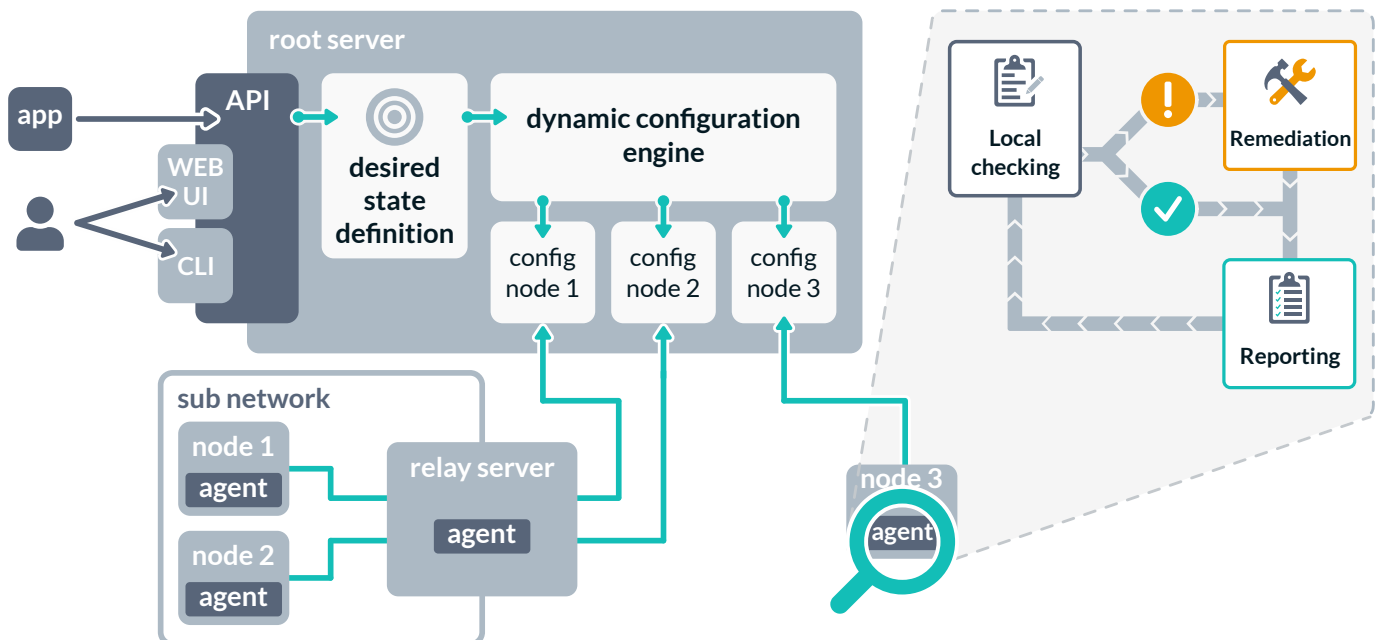 root server
app
API
WEB
UI
CLI
desired
state
definition
dynamic configuration
engine
config
node 1
config
node 2
config
node 3
sub network
node 1
agent
node 2
agent
relay server
agent
node 3
agent
Local
checking
Remediation
Reporting